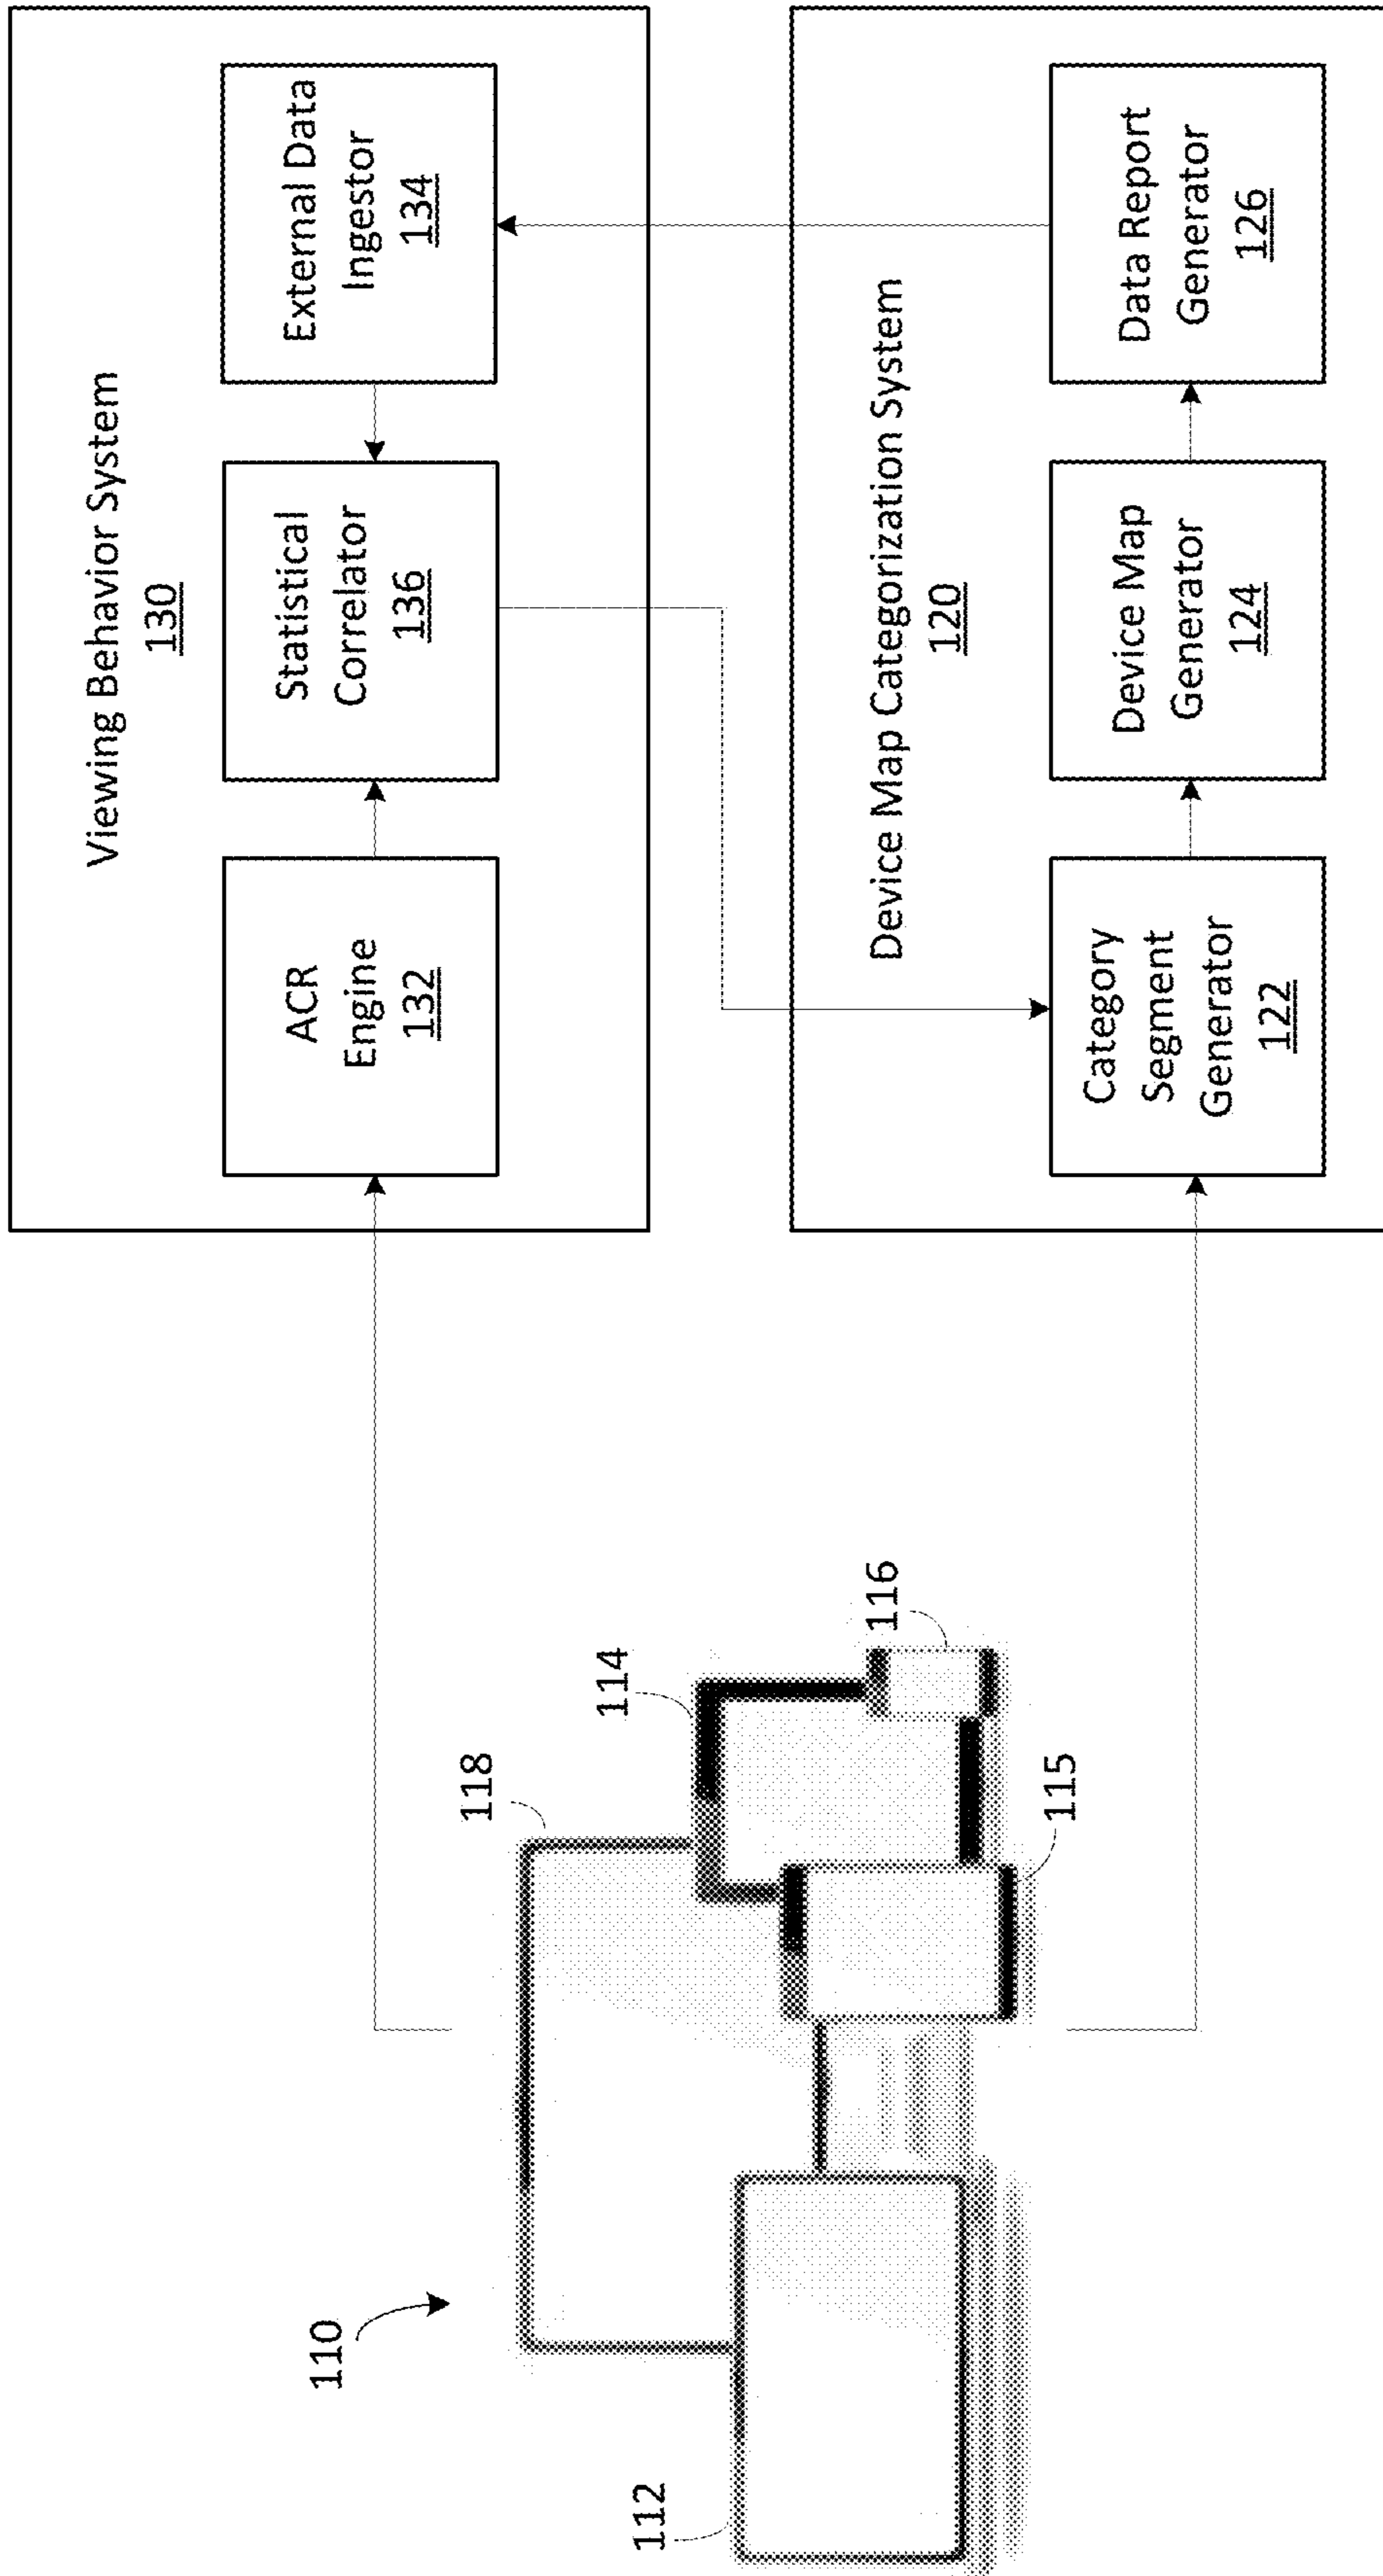 Viewing Behavior System
130
ACR
Engine
132
Statistical
Correlator
136
External Data
Ingestor
134
Device Map Categorization System
120
Category
Segment
Generator
122
Device Map
Generator
124
Data Report
Generator
126
110
112
118
114
116
115